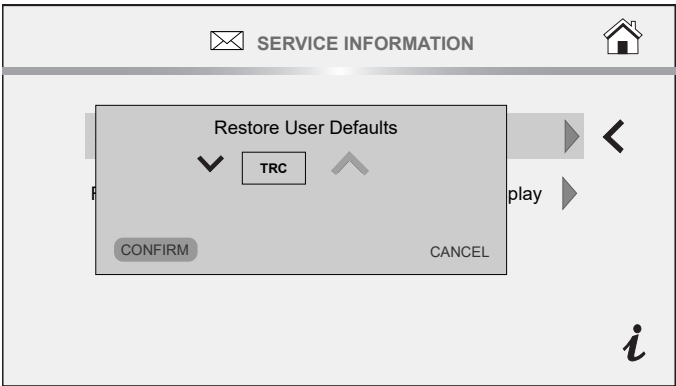 SERVICE INFORMATION
Restore User Defaults
TRC
play
CONFIRM
CANCEL
i